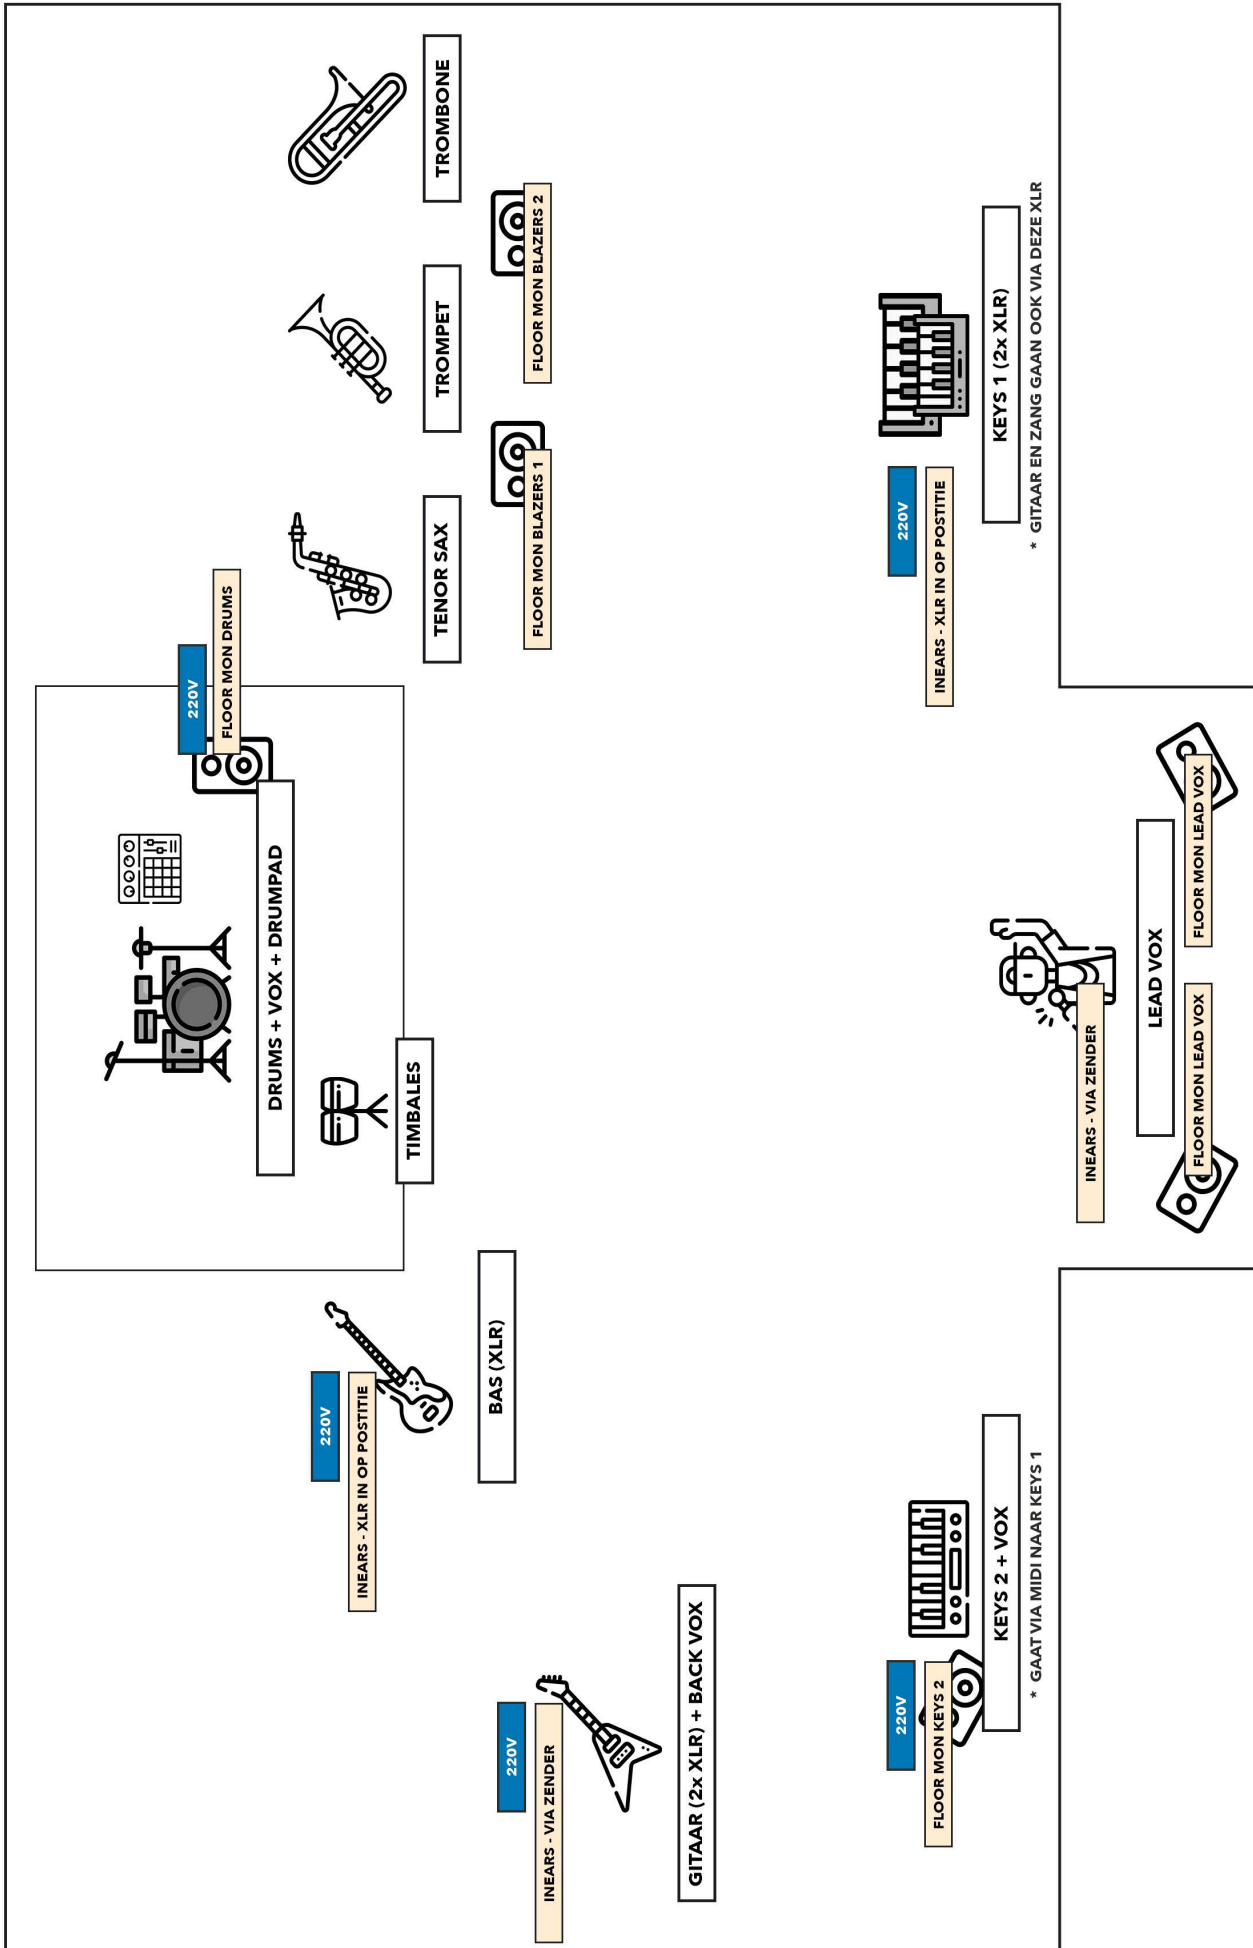 220V
FLOOR MON DRUMS
DRUMS + VOX + DRUMPAD
220V
INEARS - XLR IN OP POSTITIE
TIMBALES
TENOR SAX
TROMPET
TROMBONE
BAS (XLR)
220V
INEARS - VIA ZENDER
FLOOR MON BLAZERS 1
FLOOR MON BLAZERS 2
GITAAR (2x XLR) + BACK VOX
220V
FLOOR MON KEYS 2
KEYS 2 + VOX
* GAAT VIA MIDI NAAR KEYS 1
220V
INEARS - XLR IN OP POSTITIE
KEYS 1 (2x XLR)
* GITAAR EN ZANG GAAN OOK VIA DEZE XLR
INEARS - VIA ZENDER
LEAD VOX
FLOOR MON LEAD VOX
FLOOR MON LEAD VOX